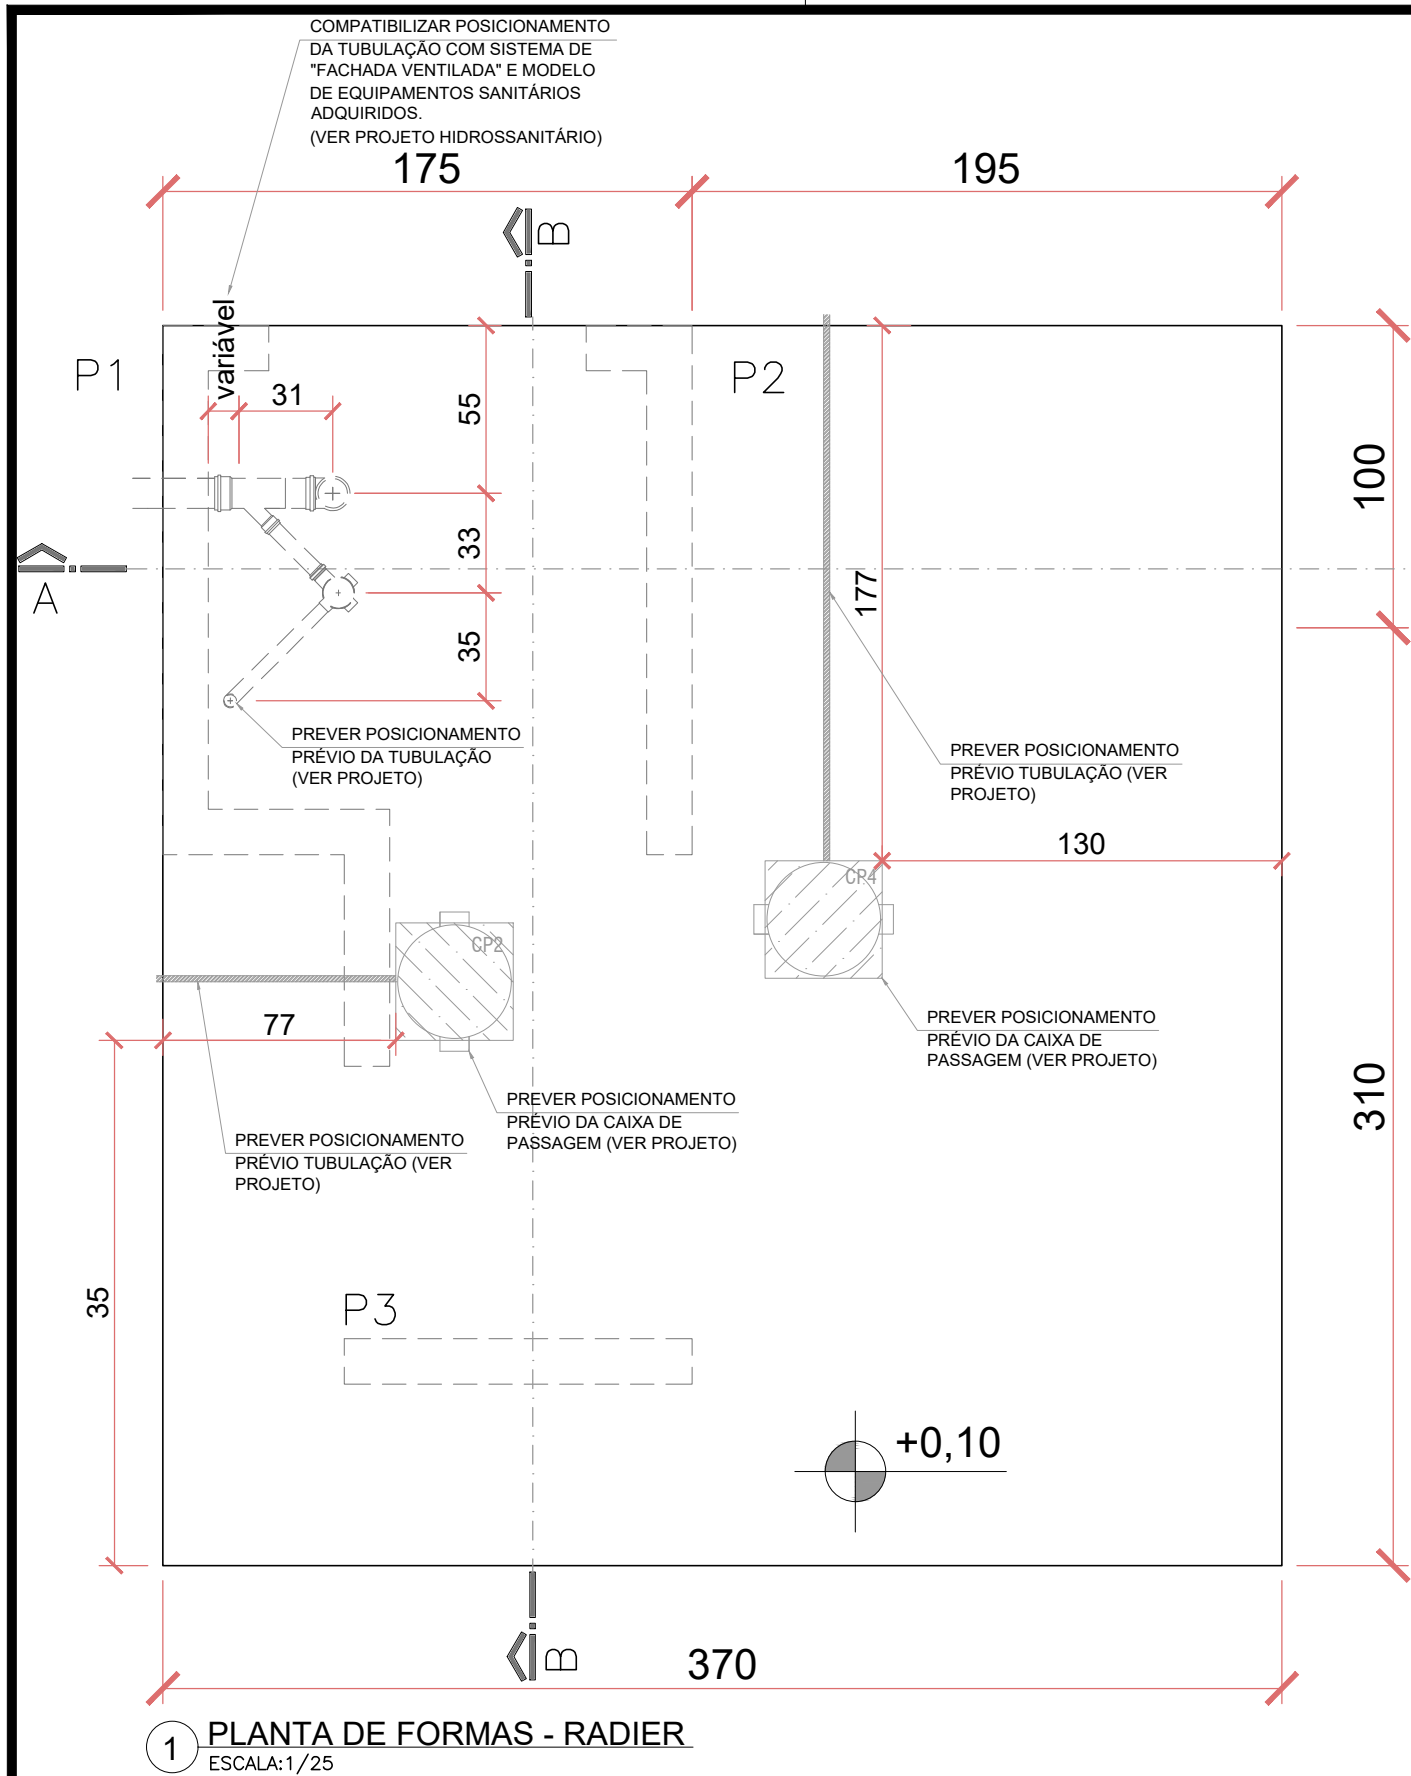 COMPATIBILIZAR POSICIONAMENTO
DA TUBULAÇÃO COM SISTEMA DE
"FACHADA VENTILADA" E MODELO
DE EQUIPAMENTOS SANITÁRIOS
ADQUIRIDOS.
(VER PROJETO HIDROSSANITÁRIO)
175
195
B
variável
P1
P2
31
55
100
33
A
177
35
PREVER POSICIONAMENTO
PRÉVIO DA TUBULAÇÃO
(VER PROJETO)
PREVER POSICIONAMENTO
PRÉVIO TUBULAÇÃO (VER
PROJETO)
130
CP4
CP2
77
PREVER POSICIONAMENTO
PRÉVIO DA CAIXA DE
PASSAGEM (VER PROJETO)
310
PREVER POSICIONAMENTO
PRÉVIO DA CAIXA DE
PASSAGEM (VER PROJETO)
PREVER POSICIONAMENTO
PRÉVIO TUBULAÇÃO (VER
PROJETO)
35
P3
+0,10
B
370
1
PLANTA DE FORMAS - RADIER
ESCALA:1/25